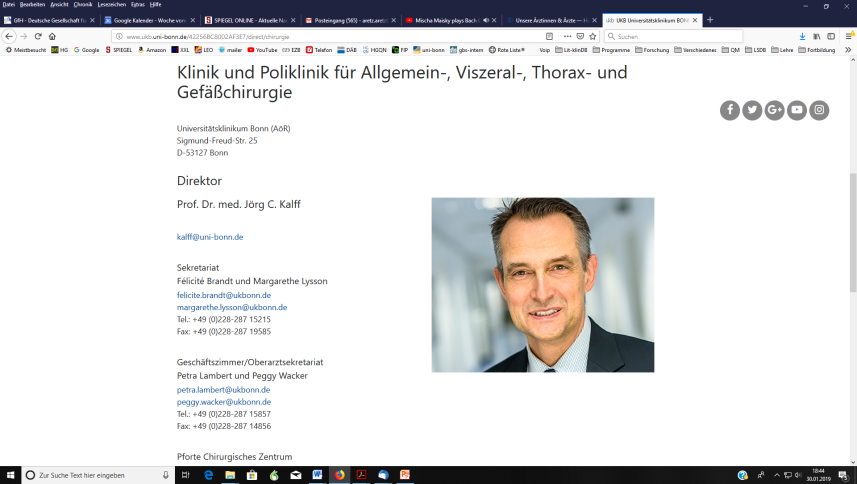 Datei Bearbeiten Ansicht Chronik Lesezeichen Extras Hilfe
GfH - Deutsche Gesellschaft fü
Google Kalender - Woche vom
SPIEGEL ONLINE - Aktuelle No
Posteingang (365) - aretz.aretz
Mischa Maisky plays Bach
Unsere Ärztinnen & Ärzte — H
UKB Universitätsklinikum BONN
www.ukb.uni-bonn.de/42256BC8002AF3E7/direct/chirurgie
Suchen
Meistbesucht HG Google SPIEGEL Amazon XXL LEO mailer YouTube EZB Telefon DÄB HGQN FIP uni-bonn gbs-intern Rote Liste® Voip Lit-klinDB Programme Forschung Verschiedenes QM LSDB Lehre Fortbildung
Klinik und Poliklinik für Allgemein-, Viszeral-, Thorax- und
Gefäßchirurgie
Universitätsklinikum Bonn (AöR)
Sigmund-Freud-Str. 25
D-53127 Bonn
Direktor
Prof. Dr. med. Jörg C. Kalff
kalff@uni-bonn.de
Sekretariat
Félicité Brandt und Margarethe Lysson
felicite.brandt@ukbonn.de
margarethe.lysson@ukbonn.de
Tel.: +49 (0)228-287 15215
Fax: +49 (0)228-287 19585
Geschäftszimmer/Oberarztsekretariat
Petra Lambert und Peggy Wacker
petra.lambert@ukbonn.de
peggy.wacker@ukbonn.de
Tel.: +49 (0)228-287 15857
Fax: +49 (0)228-287 14856
Pforte Chirurgisches Zentrum
Zur Suche Text hier eingeben
18:44
30.01.2019